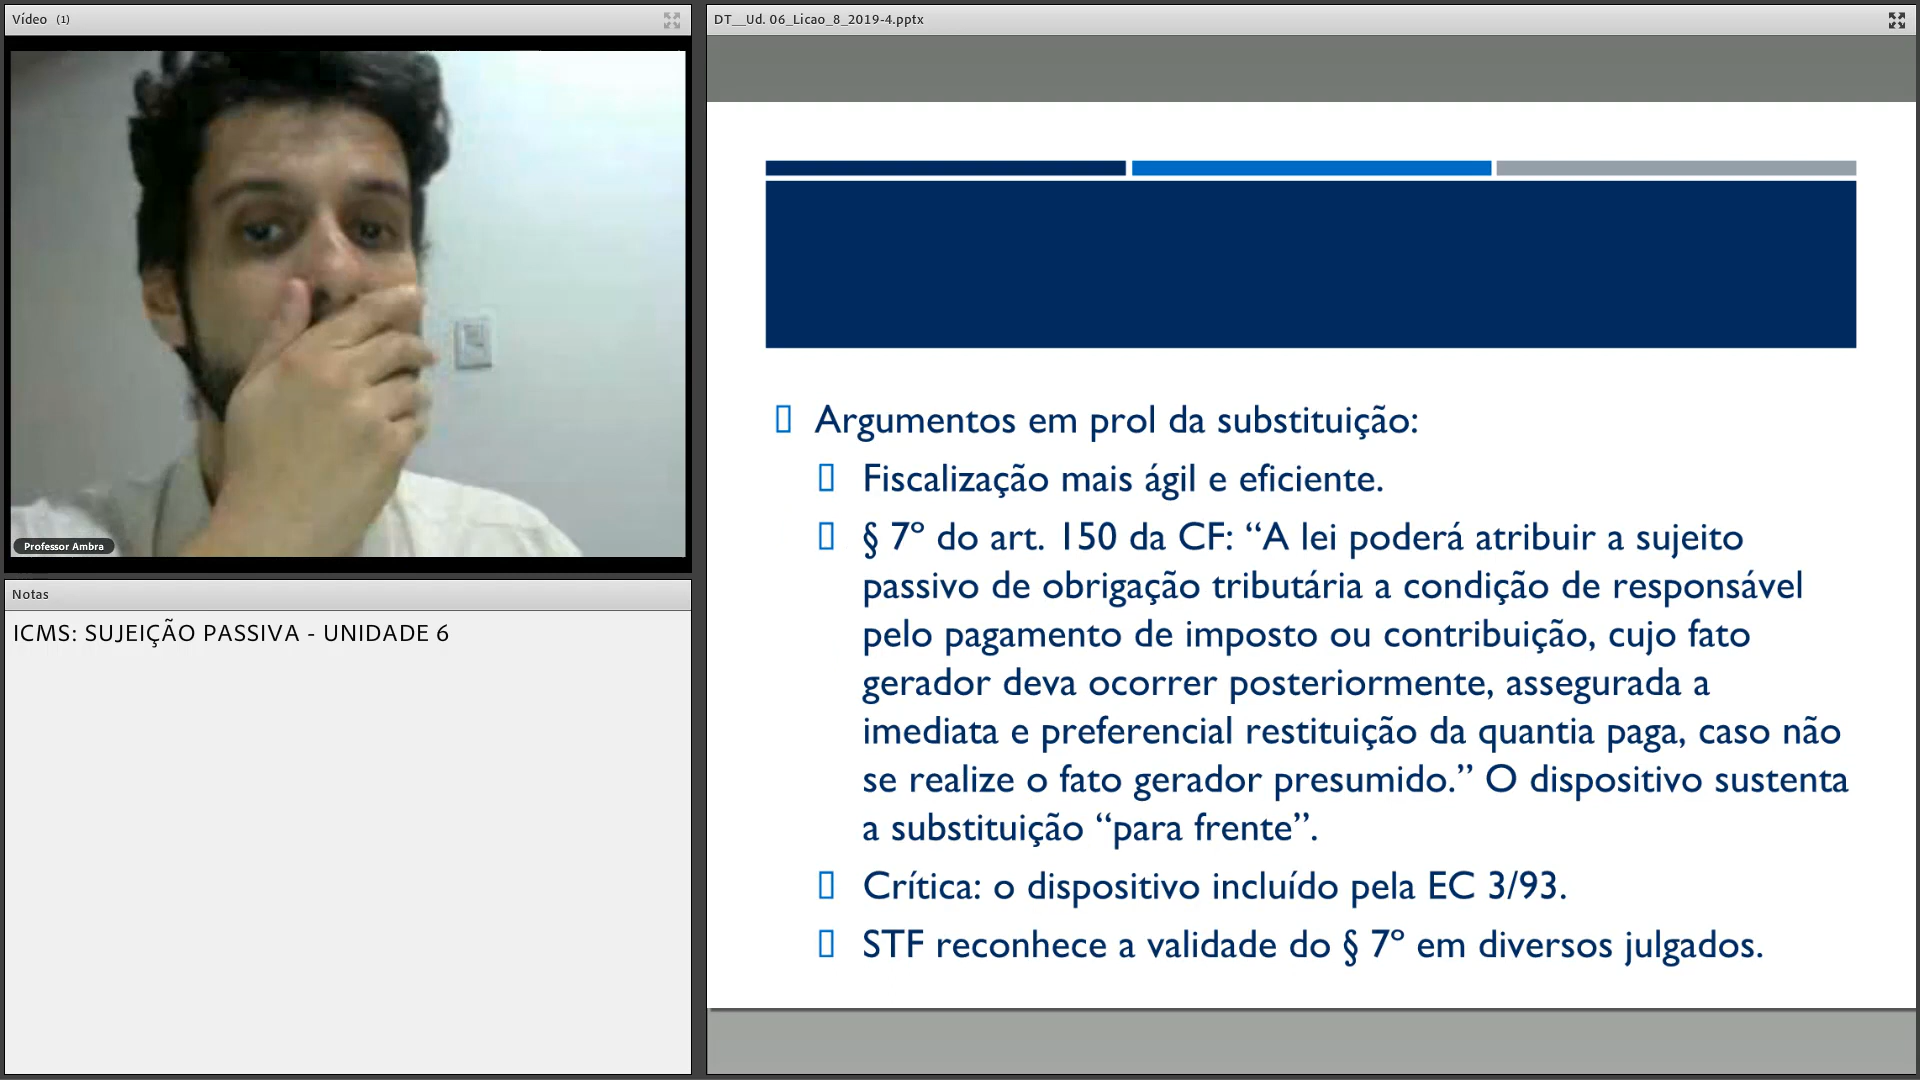 Vídeo (1)
Professor Ambra
Notas
ICMS: SUJEIÇÃO PASSIVA - UNIDADE 6
DT__Ud. 06_Licao_8_2019-4.pptx
Argumentos em prol da substituição:
Fiscalização mais ágil e eficiente.
§ 7º do art. 150 da CF: “A lei poderá atribuir a sujeito
passivo de obrigação tributária a condição de responsável
pelo pagamento de imposto ou contribuição, cujo fato
gerador deva ocorrer posteriormente, assegurada a
imediata e preferencial restituição da quantia paga, caso não
se realize o fato gerador presumido.” O dispositivo sustenta
a substituição “para frente”.
Crítica: o dispositivo incluído pela EC 3/93.
STF reconhece a validade do § 7º em diversos julgados.